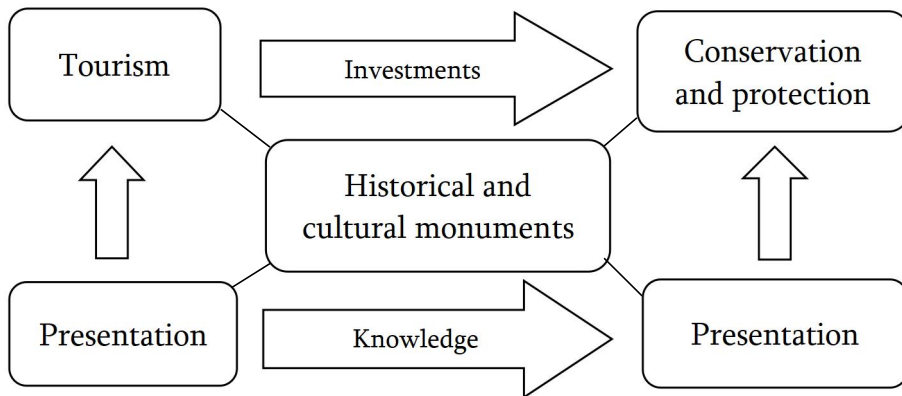 Tourism
Investments
Conservation
and protection
Historical and
cultural monuments
Presentation
Knowledge
Presentation